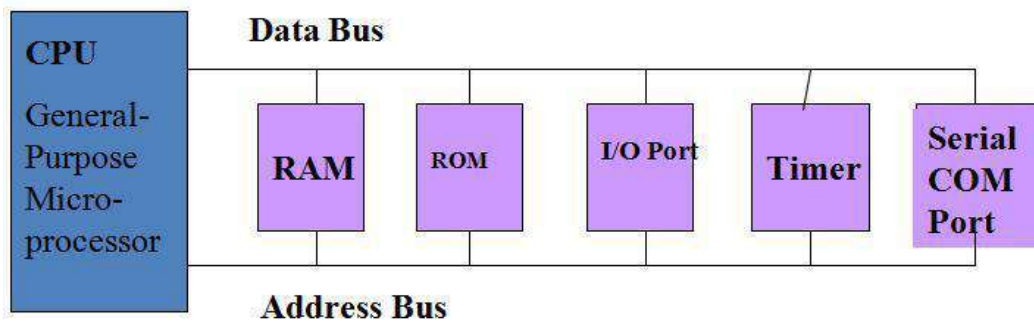 Data Bus
CPU
General-
Purpose
Micro-
processor
RAM
ROM
I/O Port
Timer
Serial
COM
Port
Address Bus